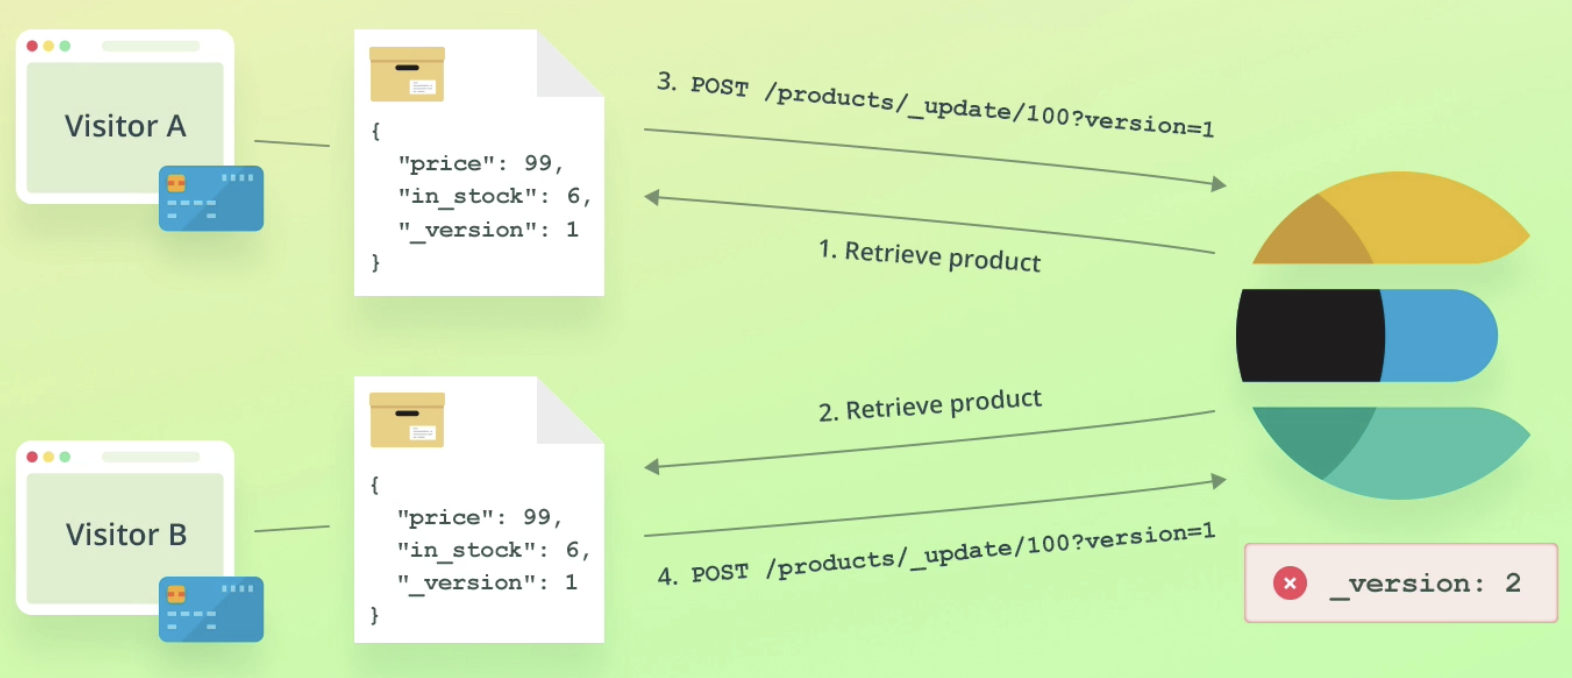 Visitor A
{
"price": 99,
"in_stock": 6,
"_version": 1
}
3. POST /products/_update/100?version=1
1. Retrieve product
2. Retrieve product
Visitor B
{
"price": 99,
"in_stock": 6,
"_version": 1
}
4. POST /products/_update/100?version=1
_version: 2